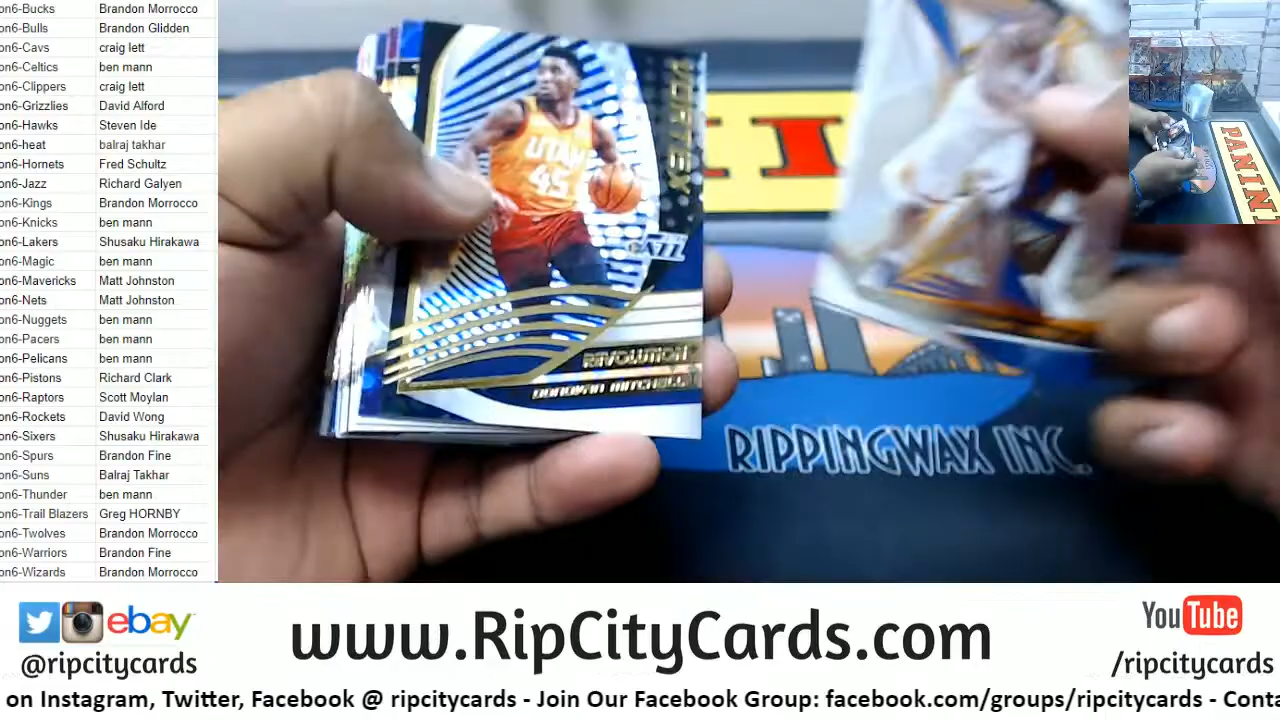 on6-Bucks Brandon Morrocco
on6-Bulls Brandon Glidden
on6-Cavs craig lett
on6-Celtics ben mann
on6-Clippers craig lett
on6-Grizzlies David Alford
on6-Hawks Steven Ide
on6-heat balraj takhar
on6-Hornets Fred Schultz
on6-Jazz Richard Galyen
on6-Kings Brandon Morrocco
on6-Knicks ben mann
on6-Lakers Shusaku Hirakawa
on6-Magic ben mann
on6-Mavericks Matt Johnston
on6-Nets Matt Johnston
on6-Nuggets ben mann
on6-Pacers ben mann
on6-Pelicans ben mann
on6-Pistons Richard Clark
on6-Raptors Scott Moylan
on6-Rockets David Wong
on6-Sixers Shusaku Hirakawa
on6-Spurs Brandon Fine
on6-Suns Balraj Takhar
on6-Thunder ben mann
on6-Trail Blazers Greg HORNBY
on6-Twolves Brandon Morrocco
on6-Warriors Brandon Fine
on6-Wizards Brandon Morrocco
VORTEX
UTAH
45
JAZZ
REVOLUTION
DONOVAN MITCHELL
PANINI
RIPPINGWAX INC.
ebay
@ripcitycards
www.RipCityCards.com
YouTube
/ripcitycards
on Instagram, Twitter, Facebook @ ripcitycards - Join Our Facebook Group: facebook.com/groups/ripcitycards - Conta